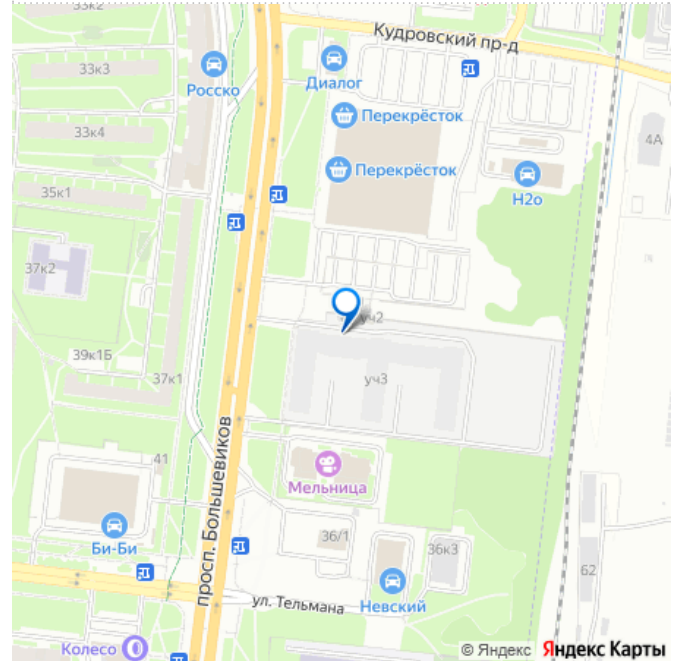 33к2
Кудровский пр-д
33к3
Росско
Диалог
Перекрёсток
33к4
4А
Перекрёсток
35к1
Н2о
37к2
уч2
39к1Б
37к1
уч3
просп. Большевиков
41
Мельница
Би-Би
36/1
36к3
62
ул. Тельмана
Невский
Колесо
© Яндекс Яндекс Карты